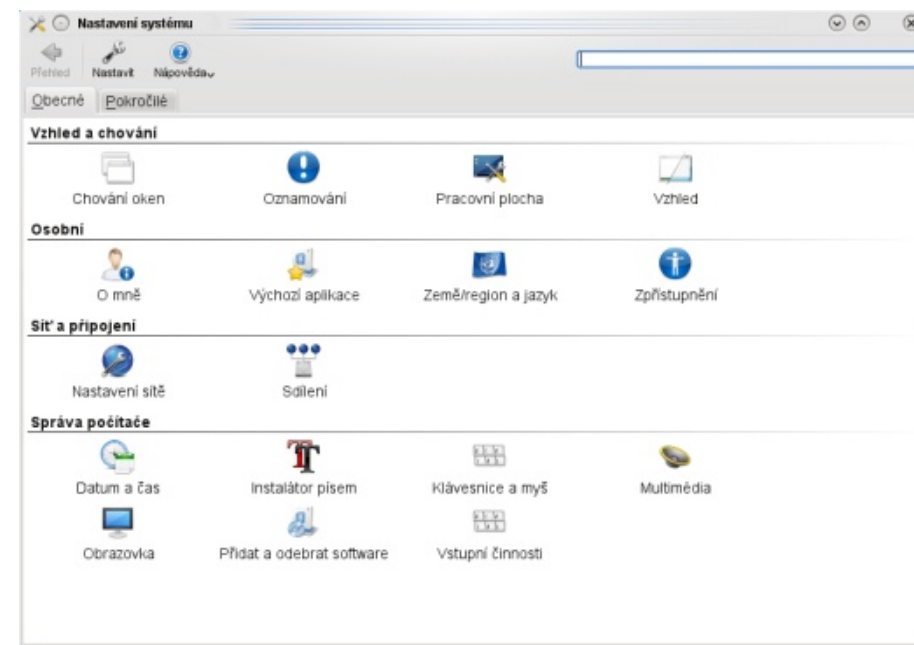 Nastavení systému
Přehled Nastavit Nápověda
Obecné Pokročilé
Vzhled a chování
Chování oken Oznamování Pracovní plocha Vzhled
Osobní
O mně Výchozí aplikace Země/region a jazyk Zpřístupnění
Síť a připojení
Nastavení sítě Sdílení
Správa počítače
Datum a čas Instalátor písem Klávesnice a myš Multimédia
Obrazovka Přidat a odebrat software Vstupní činnosti